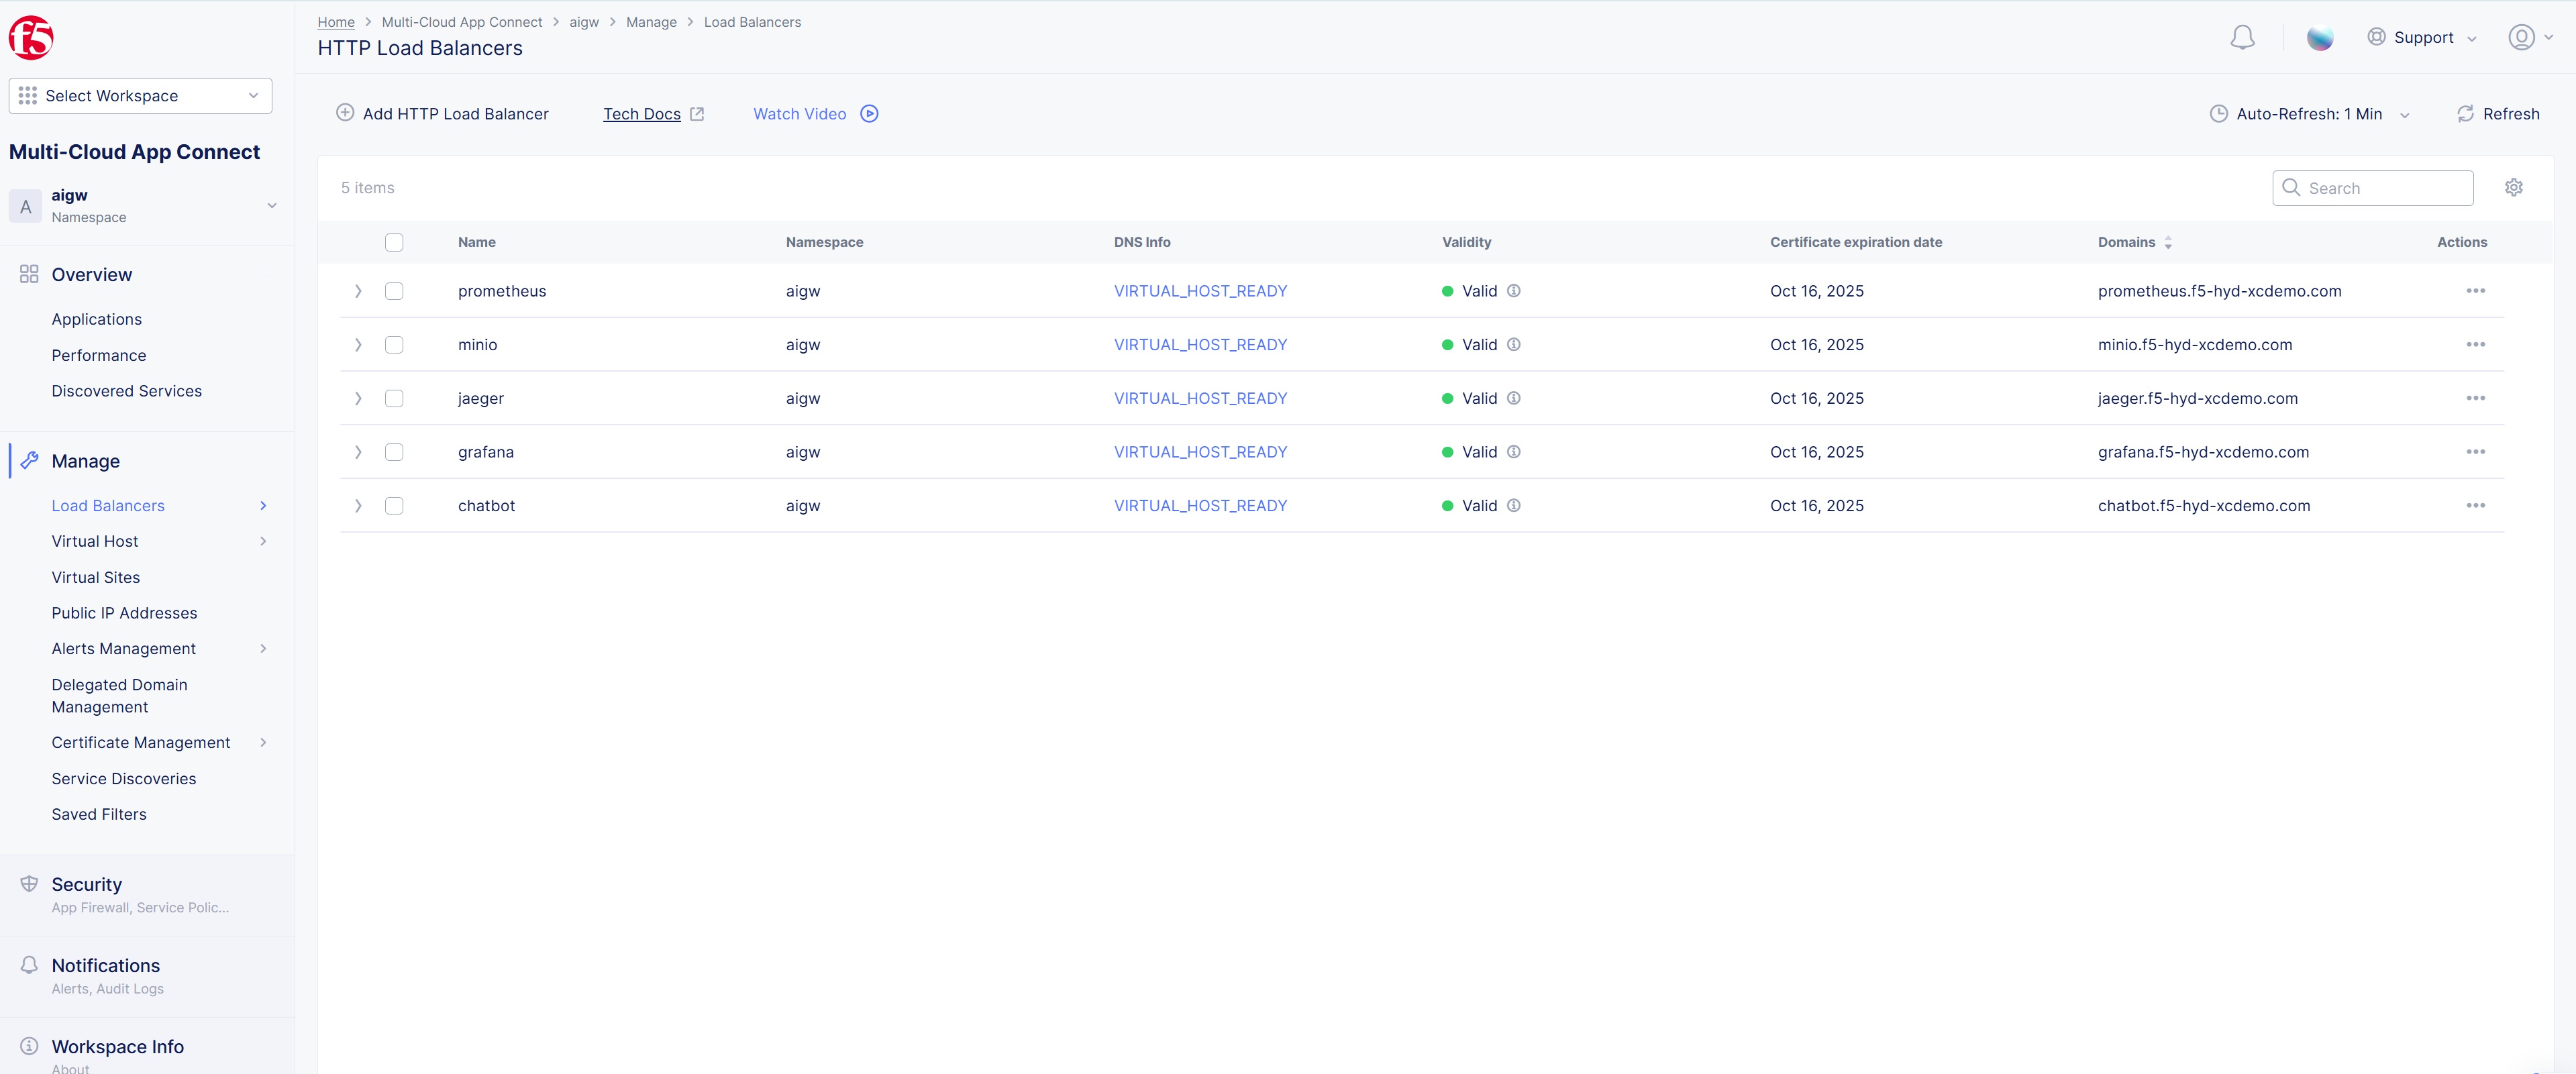 f5
Select Workspace
Multi-Cloud App Connect
A
aigw
Namespace
Overview
Applications
Performance
Discovered Services
Manage
Load Balancers
Virtual Host
Virtual Sites
Public IP Addresses
Alerts Management
Delegated Domain
Management
Certificate Management
Service Discoveries
Saved Filters
Security
App Firewall, Service Polic...
Notifications
Alerts, Audit Logs
Workspace Info
About
Home > Multi-Cloud App Connect > aigw > Manage > Load Balancers
HTTP Load Balancers
Support
Add HTTP Load Balancer Tech Docs Watch Video Auto-Refresh: 1 Min Refresh
5 items Search
Name Namespace DNS Info Validity Certificate expiration date Domains Actions
prometheus aigw VIRTUAL_HOST_READY Valid Oct 16, 2025 prometheus.f5-hyd-xcdemo.com
minio aigw VIRTUAL_HOST_READY Valid Oct 16, 2025 minio.f5-hyd-xcdemo.com
jaeger aigw VIRTUAL_HOST_READY Valid Oct 16, 2025 jaeger.f5-hyd-xcdemo.com
grafana aigw VIRTUAL_HOST_READY Valid Oct 16, 2025 grafana.f5-hyd-xcdemo.com
chatbot aigw VIRTUAL_HOST_READY Valid Oct 16, 2025 chatbot.f5-hyd-xcdemo.com